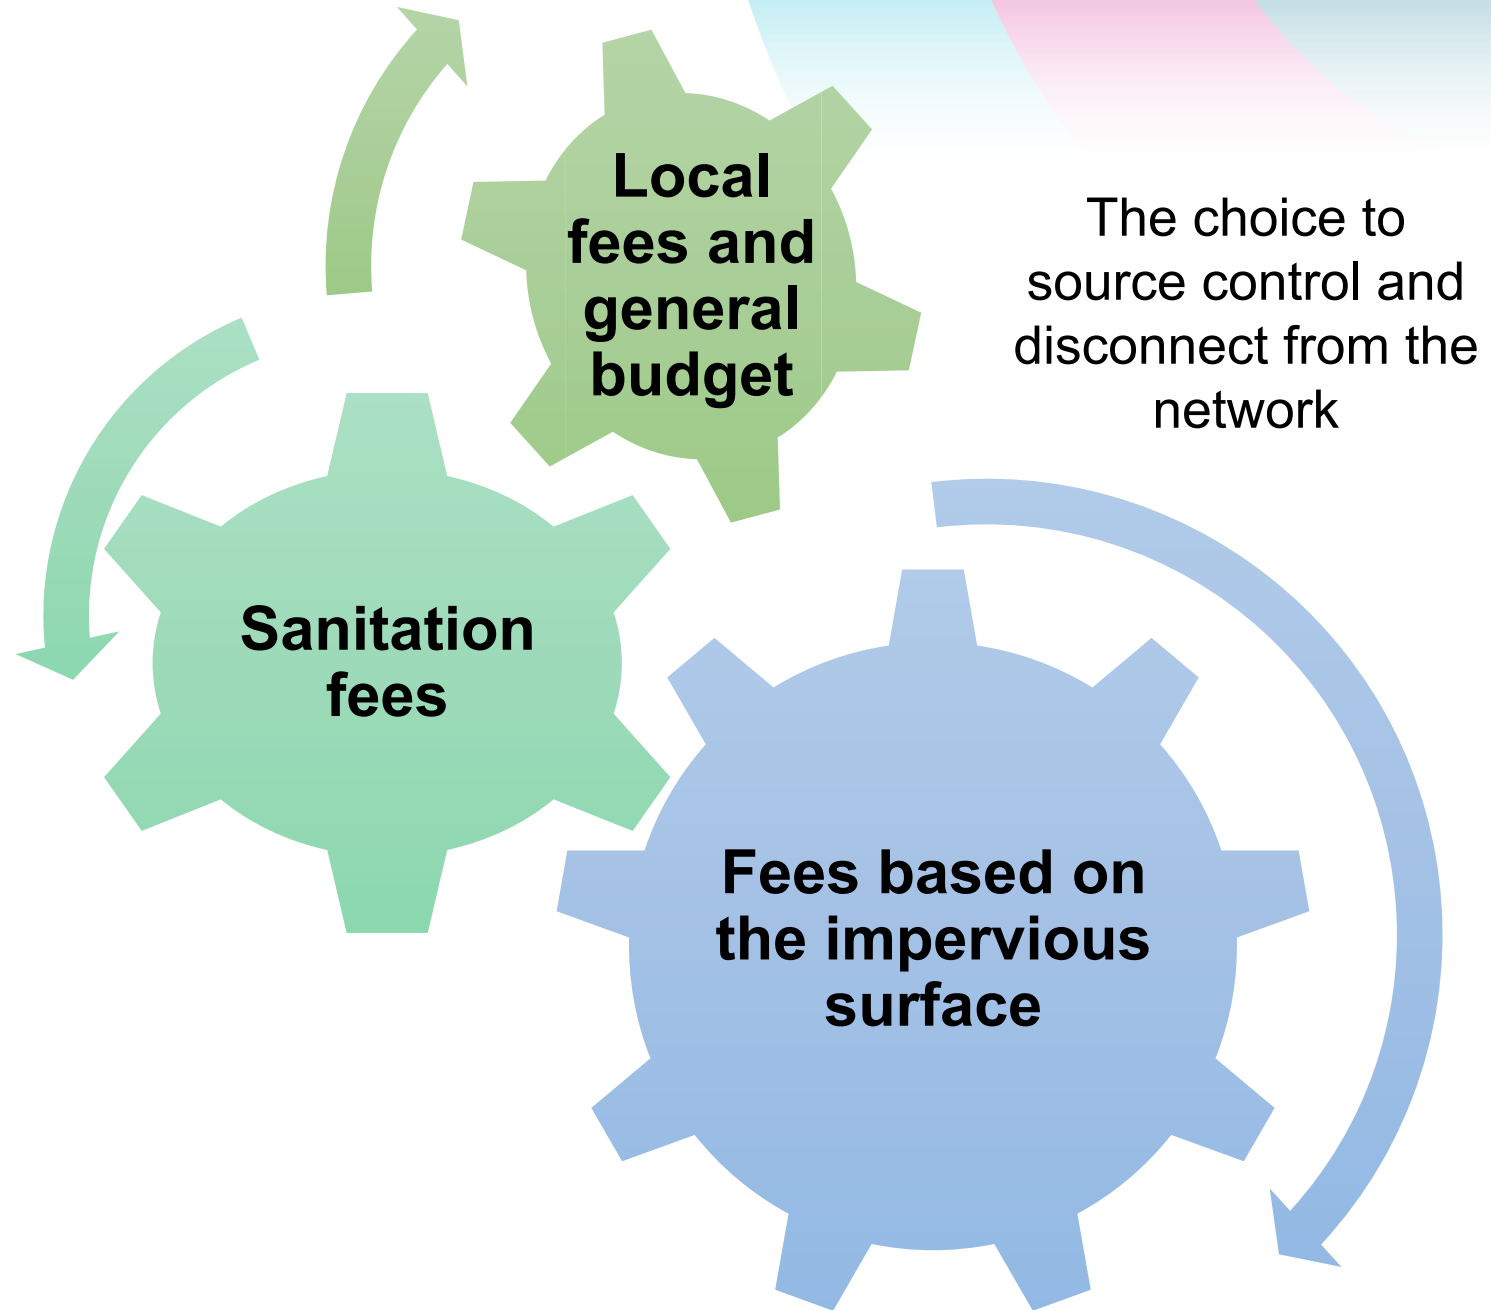 Local
fees and
general
budget
The choice to
source control and
disconnect from the
network
Sanitation
fees
Fees based on
the impervious
surface